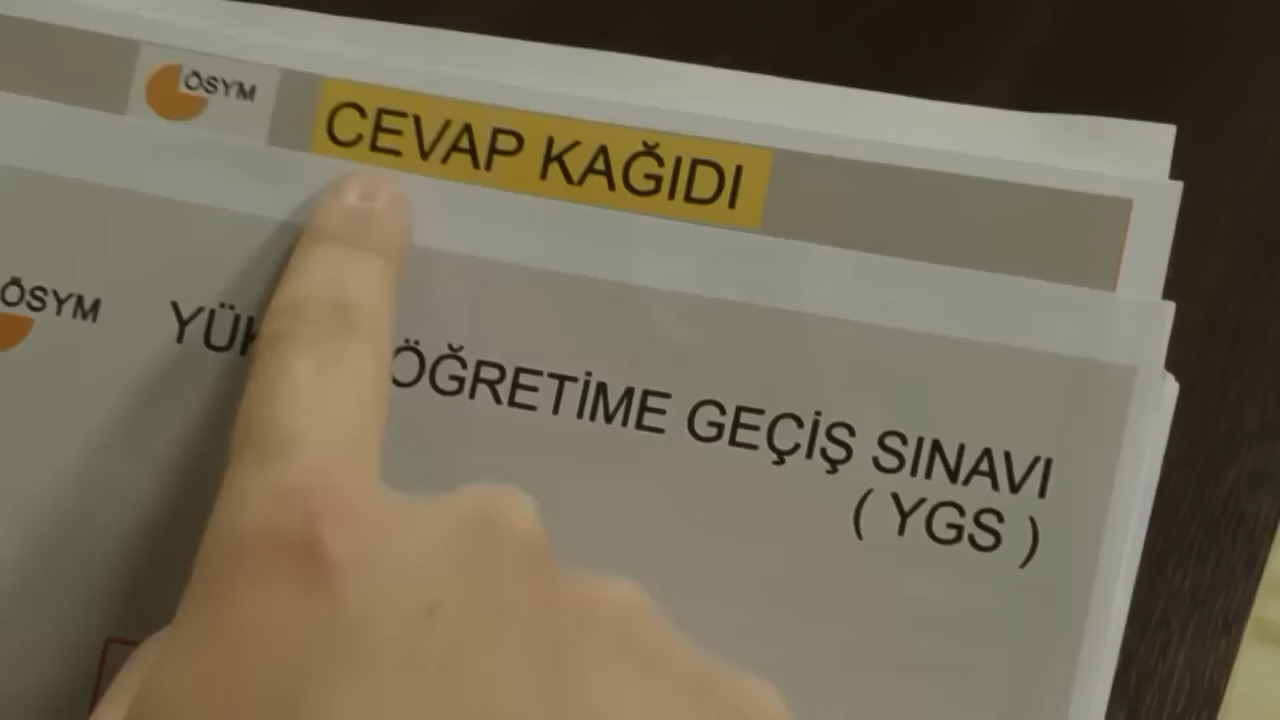 ÖSYM
CEVAP KAĞIDI
ÖSYM
ÖĞRETİME GEÇİŞ SINAVI
( YGS )